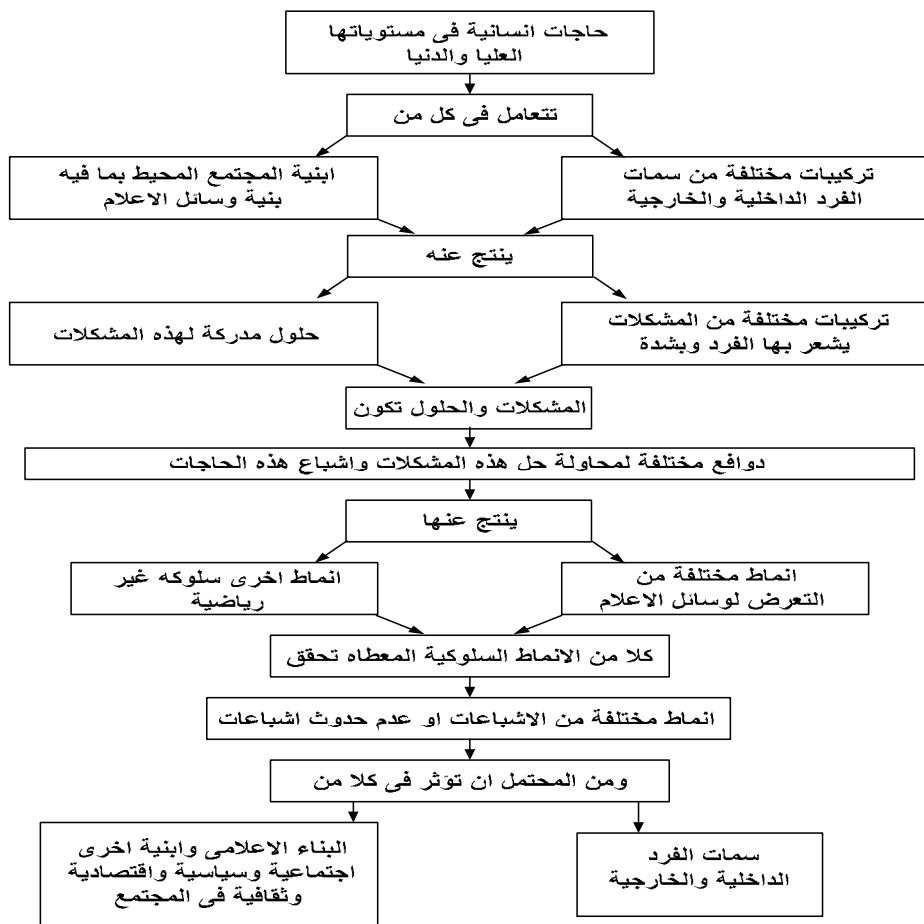 حاجات انسانية فى مستوياتها
العليا والدنيا
تتعامل فى كل من
تركيبات مختلفة من سمات
الفرد الداخلية والخارجية
ابنية المجتمع المحيط بما فيه
بنية وسائل الاعلام
ينتج عنه
تركيبات مختلفة من المشكلات
يشعر بها الفرد وبشدة
حلول مدركة لهذه المشكلات
المشكلات والحلول تكون
دوافع مختلفة لمحاولة حل هذه المشكلات واشباع هذه الحاجات
ينتج عنها
انماط مختلفة من
التعرض لوسائل الاعلام
انماط اخرى سلوكه غير
رياضية
كلا من الانماط السلوكية المعطاه تحقق
انماط مختلفة من الاشباعات او عدم حدوث اشباعات
ومن المحتمل ان تؤثر فى كلا من
سمات الفرد
الداخلية والخارجية
البناء الاعلامى وابنية اخرى
اجتماعية وسياسية واقتصادية
وثقافية فى المجتمع